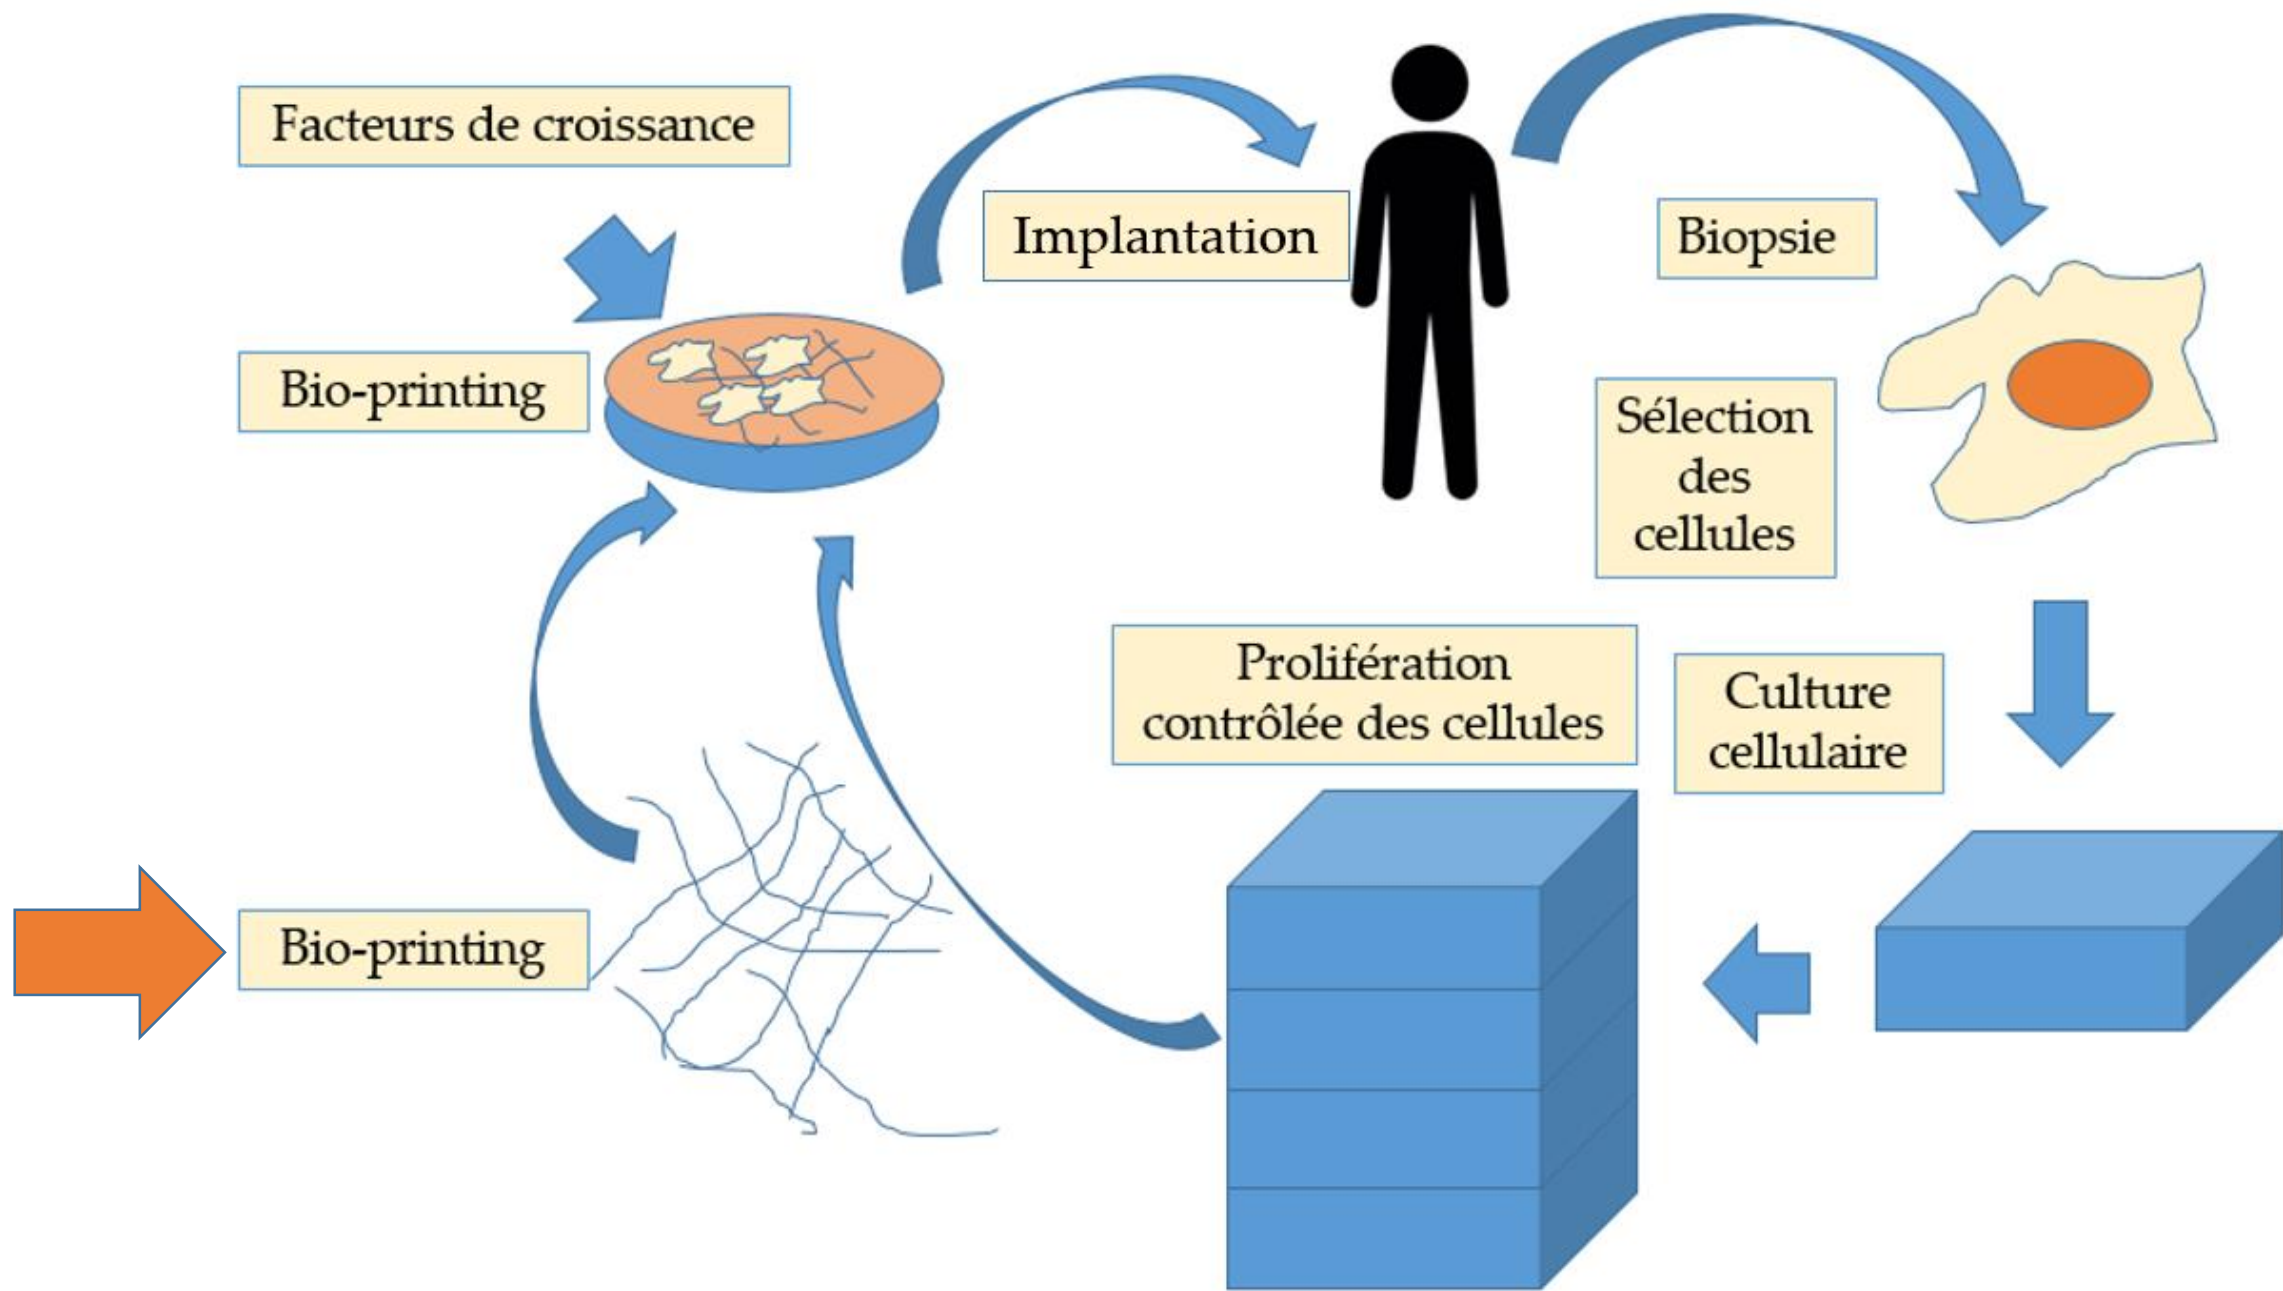 Facteurs de croissance
Implantation
Biopsie
Bio-printing
Sélection
des
cellules
Prolifération
contrôlée des cellules
Culture
cellulaire
Bio-printing